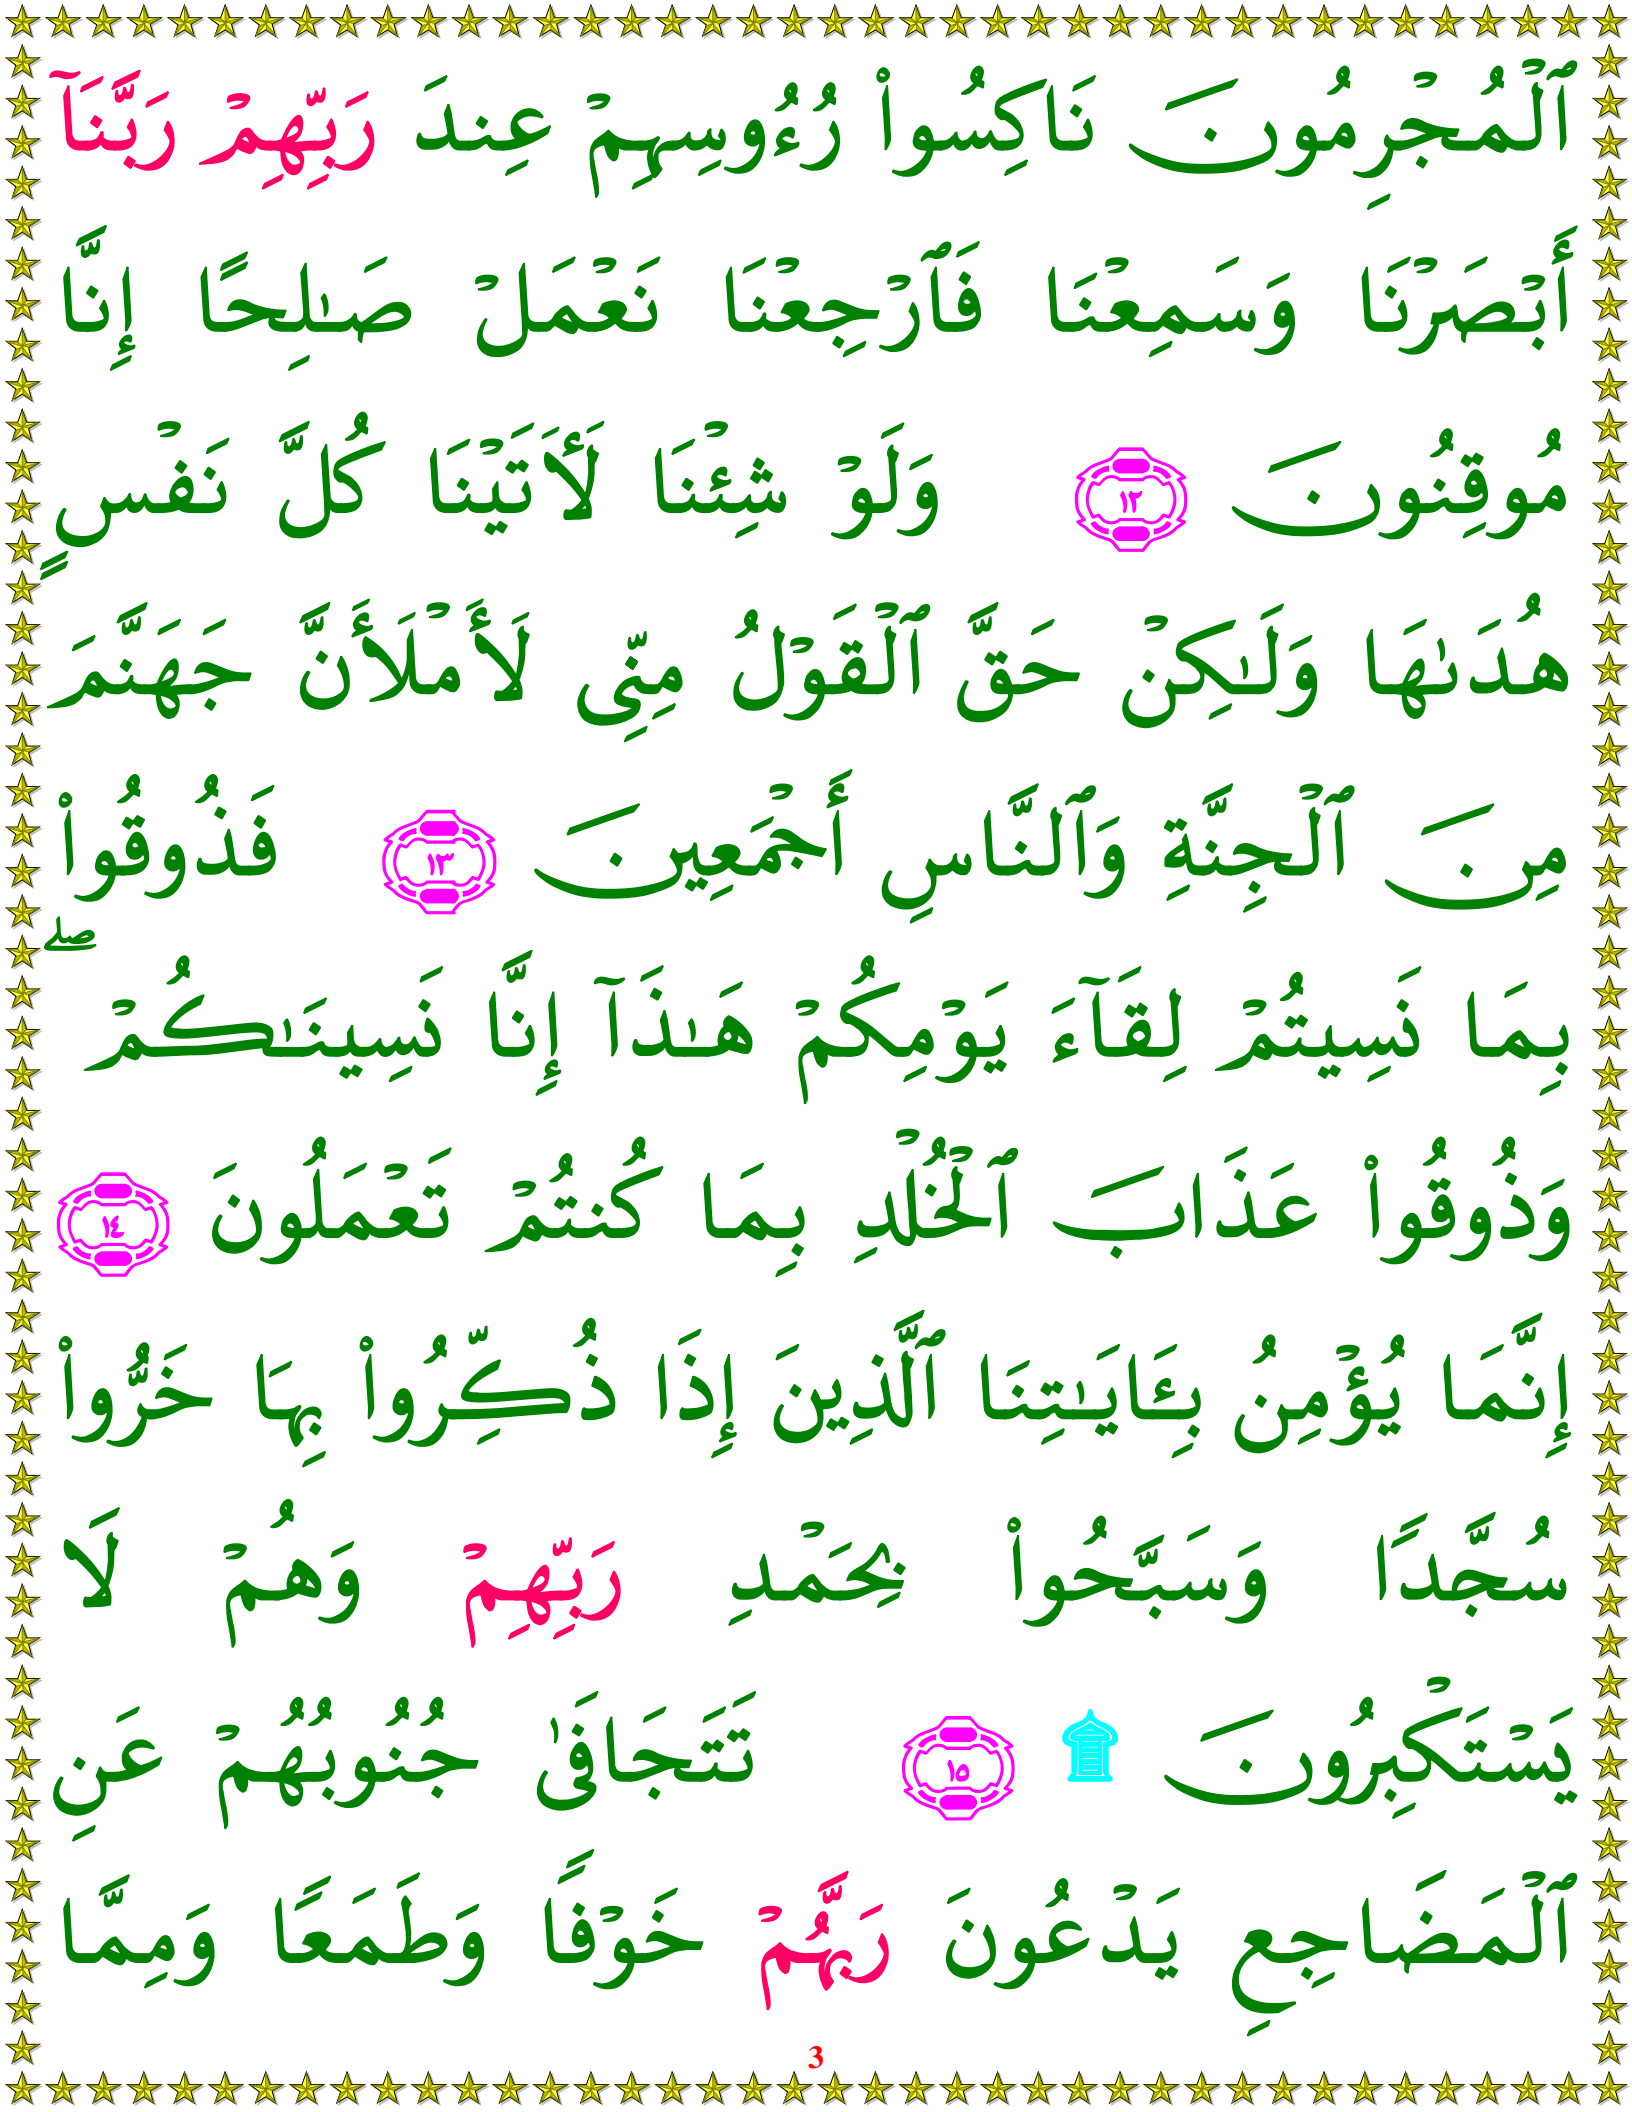 ٱلْمُجْرِمُونَ نَاكِسُوا۟ رُءُوسِهِمْ عِندَ رَبِّهِمْ رَبَّنَآ
أَبْصَرْنَا وَسَمِعْنَا فَٱرْجِعْنَا نَعْمَلْ صَـٰلِحًا إِنَّا
مُوقِنُونَ ١٢ وَلَوْ شِئْنَا لَأَتَيْنَا كُلَّ نَفْسٍ
هُدَىٰهَا وَلَـٰكِنْ حَقَّ ٱلْقَوْلُ مِنِّى لَأَمْلَأَنَّ جَهَنَّمَ
مِنَ ٱلْجِنَّةِ وَٱلنَّاسِ أَجْمَعِينَ ١٣ فَذُوقُوا۟
بِمَا نَسِيتُمْ لِقَآءَ يَوْمِكُمْ هَـٰذَآ إِنَّا نَسِينَـٰكُمْ ۖ
وَذُوقُوا۟ عَذَابَ ٱلْخُلْدِ بِمَا كُنتُمْ تَعْمَلُونَ ١٤
إِنَّمَا يُؤْمِنُ بِـَٔايَـٰتِنَا ٱلَّذِينَ إِذَا ذُكِّرُوا۟ بِهَا خَرُّوا۟
سُجَّدًا وَسَبَّحُوا۟ بِحَمْدِ رَبِّهِمْ وَهُمْ لَا
يَسْتَكْبِرُونَ ۩ ١٥ تَتَجَافَىٰ جُنُوبُهُمْ عَنِ
ٱلْمَضَاجِعِ يَدْعُونَ رَبَّهُمْ خَوْفًا وَطَمَعًا وَمِمَّا
3